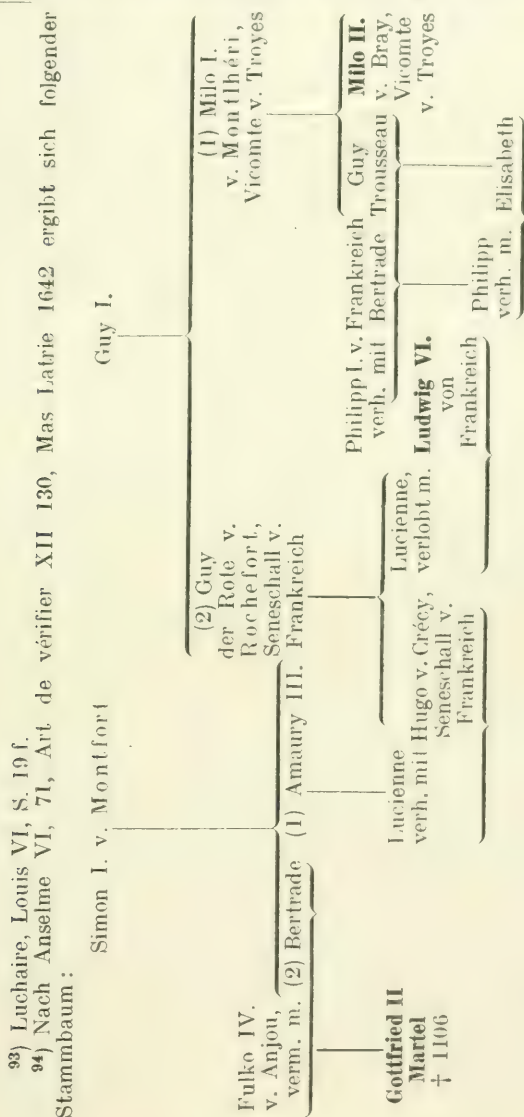 93) Luchaire, Louis VI, S. 19 f.
94) Nach Anselme VI, 71, Art de vérifier XII 130, Mas Latrie 1642 ergibt sich folgender
Stammbaum:
Simon I. v. Montfort
Guy I.
Fulko IV.
v. Anjou,
verm. m. (2) Bertrade
(1) Amaury III.
(2) Guy
der Rote v.
Rochefort,
Seneschall v.
Frankreich
(1) Milo I.
v. Montlhéri,
Vicomte v. Troyes
Gottfried II
Martel
† 1106
Lucienne
verh. mit
Hugo v. Crécy,
Seneschall v.
Frankreich
Lucienne,
verlobt m.
Ludwig VI.
von
Frankreich
Philipp I. v. Frankreich
verh. mit Bertrade
Guy
Trousseau
Milo II.
v. Bray,
Vicomte
v. Troyes
Philipp
verh. m.
Elisabeth